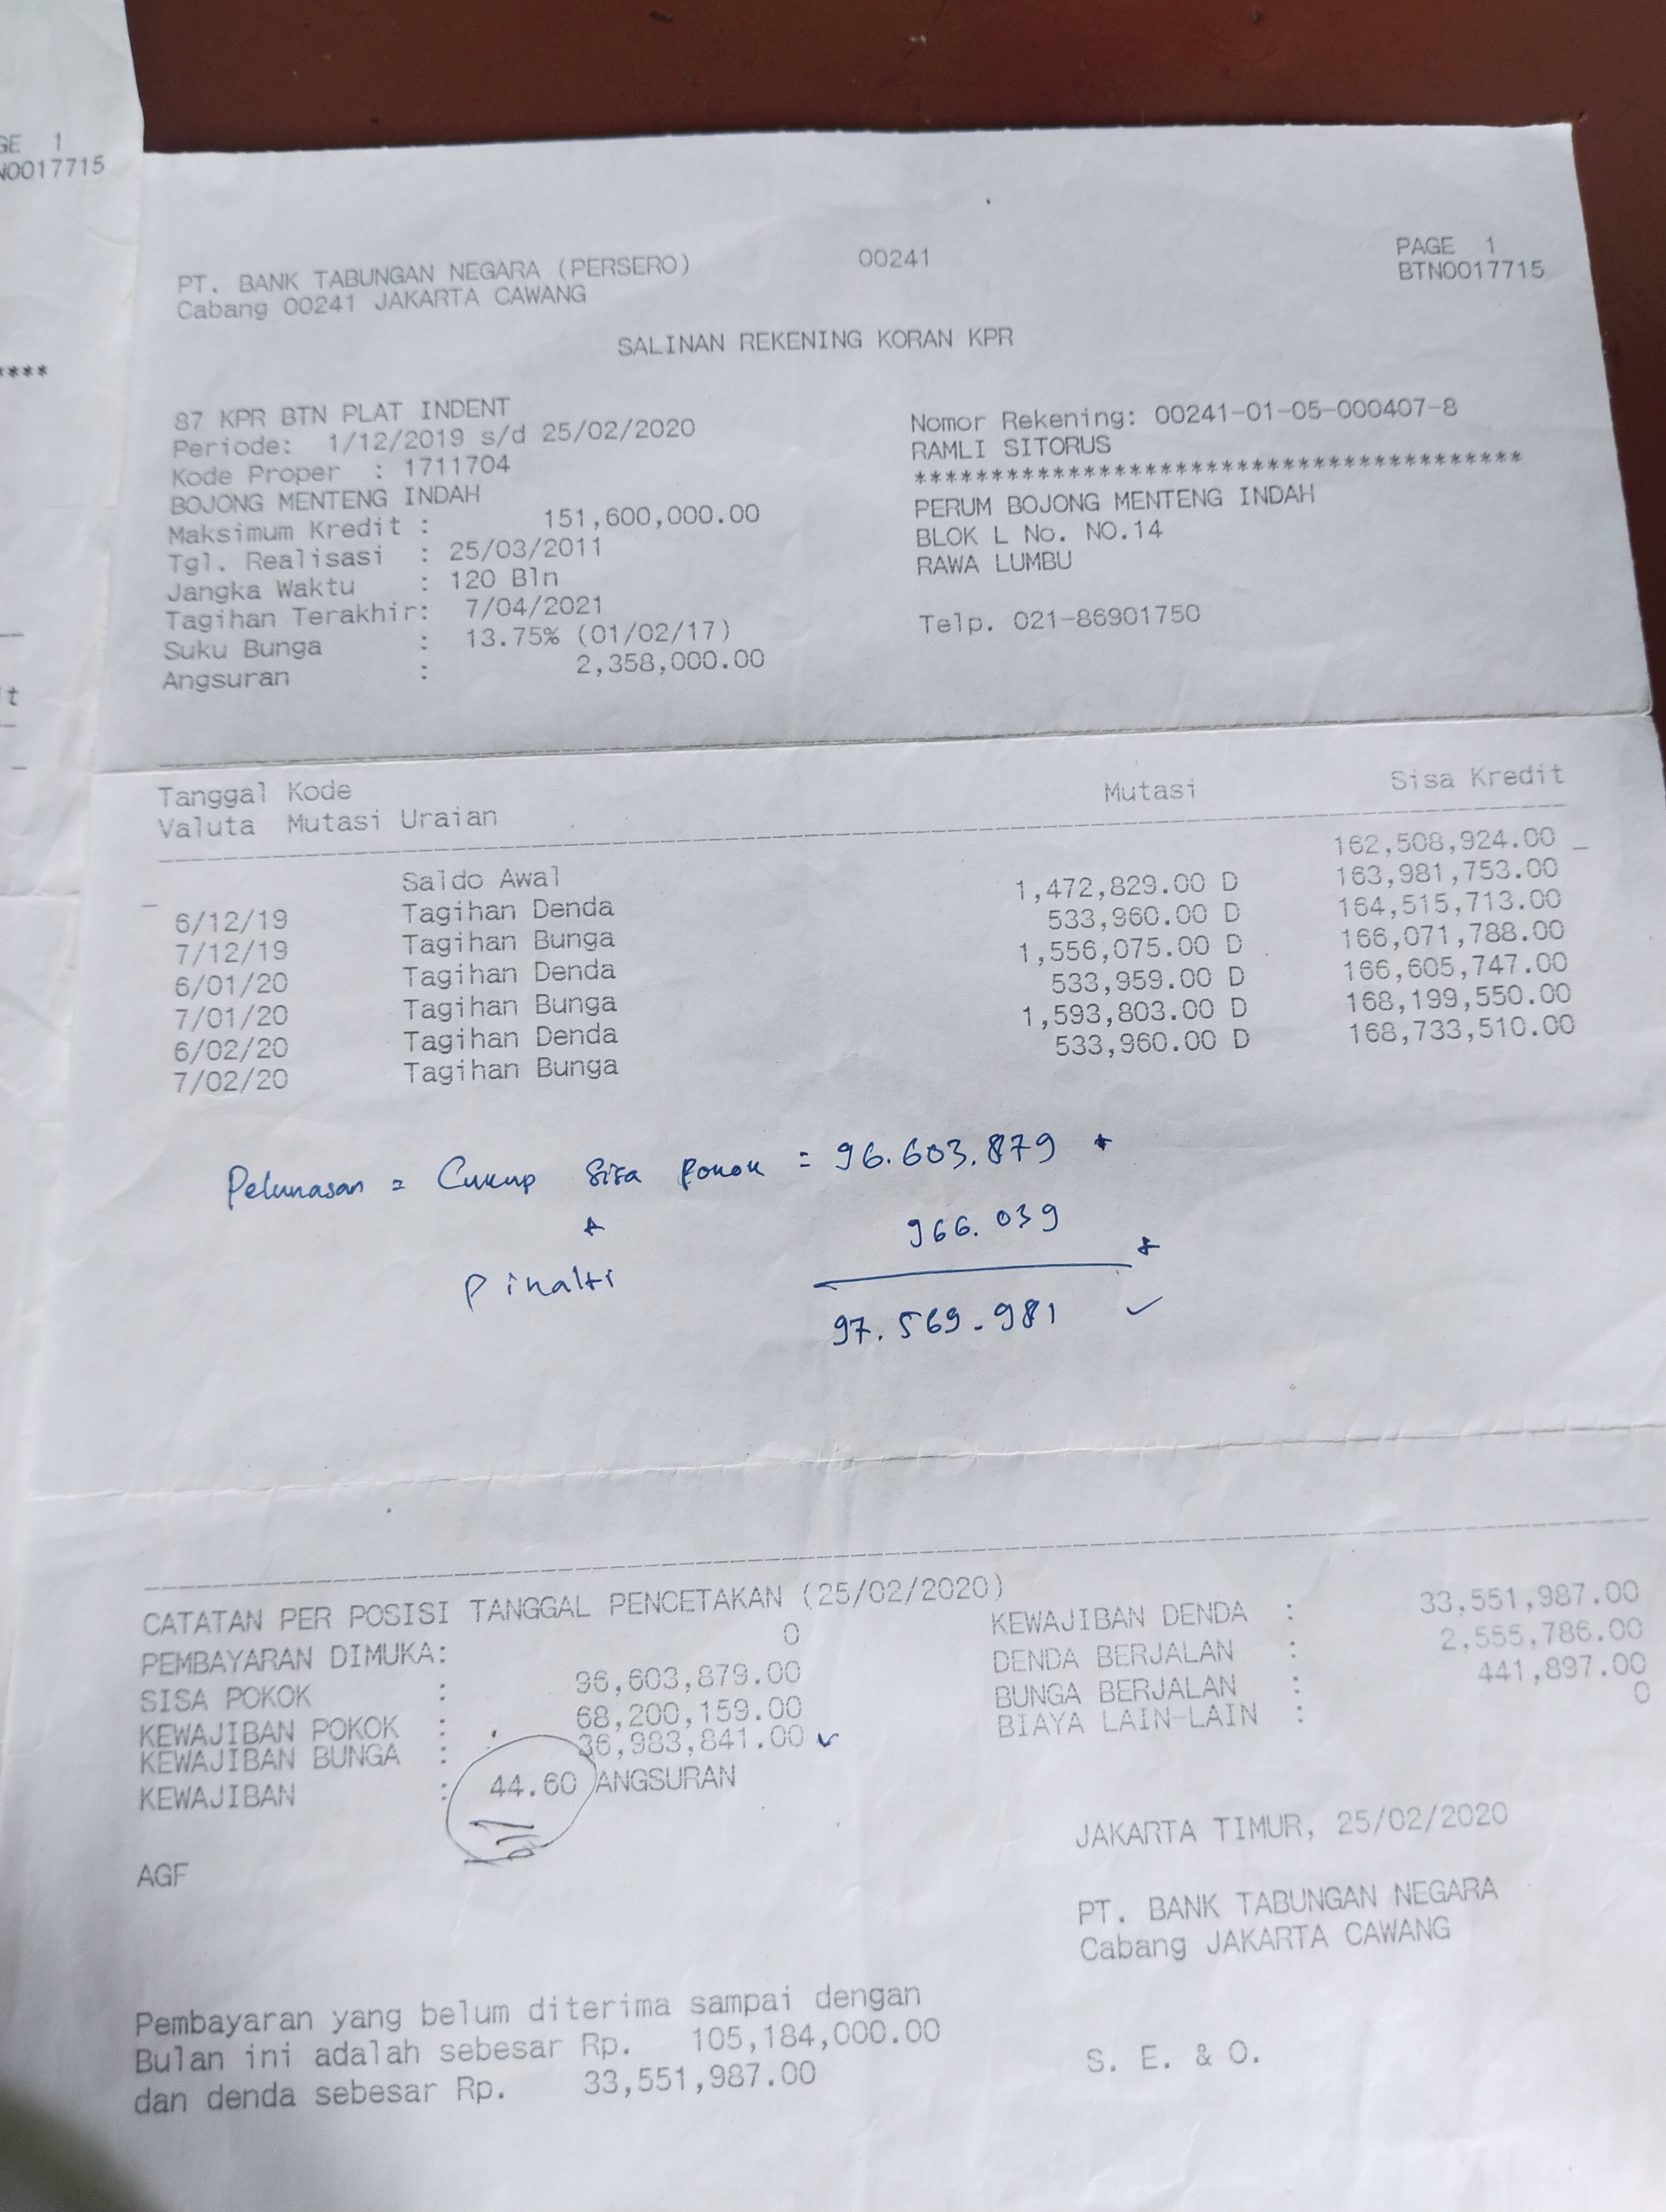 GE 1
N0017715
****
it
PT. BANK TABUNGAN NEGARA (PERSERO) 00241 PAGE 1
Cabang 00241 JAKARTA CAWANG BTN0017715
SALINAN REKENING KORAN KPR
87 KPR BTN PLAT INDENT
Periode: 1/12/2019 s/d 25/02/2020
Kode Proper : 1711704
BOJONG MENTENG INDAH
Maksimum Kredit : 151,600,000.00
Tgl. Realisasi : 25/03/2011
Jangka Waktu : 120 Bln
Tagihan Terakhir: 7/04/2021
Suku Bunga : 13.75% (01/02/17)
Angsuran : 2,358,000.00
Nomor Rekening: 00241-01-05-000407-8
RAMLI SITORUS
****************************************
PERUM BOJONG MENTENG INDAH
BLOK L No. NO.14
RAWA LUMBU
Telp. 021-86901750
Tanggal Kode Mutasi Sisa Kredit
Valuta Mutasi Uraian
Saldo Awal 162,508,924.00
6/12/19 Tagihan Denda 1,472,829.00 D 163,981,753.00
7/12/19 Tagihan Bunga 533,960.00 D 164,515,713.00
6/01/20 Tagihan Denda 1,556,075.00 D 166,071,788.00
7/01/20 Tagihan Bunga 533,959.00 D 166,605,747.00
6/02/20 Tagihan Denda 1,593,803.00 D 168,199,550.00
7/02/20 Tagihan Bunga 533,960.00 D 168,733,510.00
Pelunasan = Cukup Sisa pokok = 96.603.879 +
+ 966.039 +
Pinalti
97.569.981
CATATAN PER POSISI TANGGAL PENCETAKAN (25/02/2020)
PEMBAYARAN DIMUKA: 0
SISA POKOK : 96,603,879.00
KEWAJIBAN POKOK : 68,200,159.00
KEWAJIBAN BUNGA : 36,983,841.00
KEWAJIBAN : 44.60 ANGSURAN
KEWAJIBAN DENDA : 33,551,987.00
DENDA BERJALAN : 2,555,786.00
BUNGA BERJALAN : 441,897.00
BIAYA LAIN-LAIN : 0
AGF
JAKARTA TIMUR, 25/02/2020
PT. BANK TABUNGAN NEGARA
Cabang JAKARTA CAWANG
Pembayaran yang belum diterima sampai dengan
Bulan ini adalah sebesar Rp. 105,184,000.00
dan denda sebesar Rp. 33,551,987.00
S. E. & O.